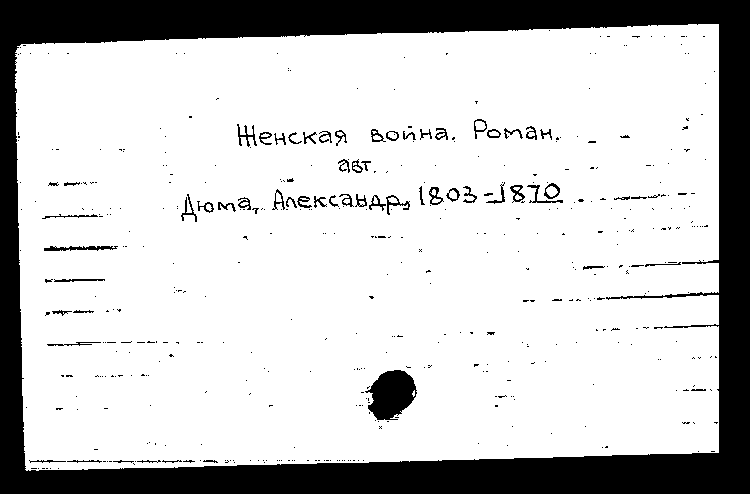 Женская война. Роман.
авт.
Дюма, Александр, 1803-1870